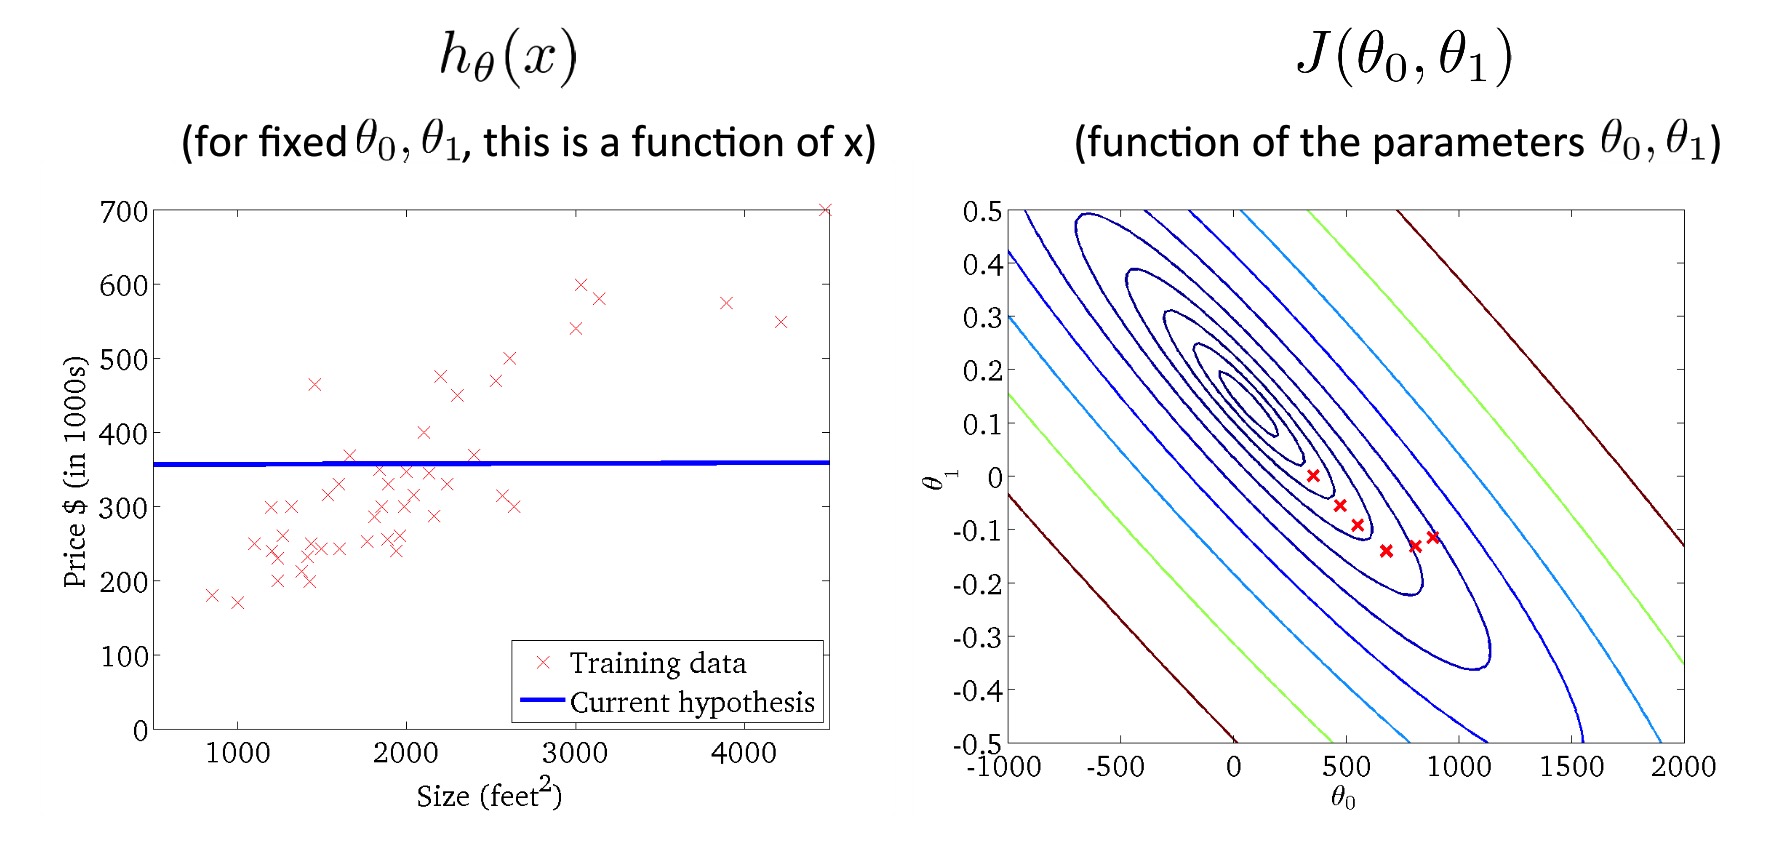 hθ(x)
(for fixed θ0, θ1, this is a function of x)
700
600
500
400
300
200
100
0
Price $ (in 1000s)
1000 2000 3000 4000
Size (feet2)
Training data
Current hypothesis
J(θ0, θ1)
(function of the parameters θ0, θ1)
0.5
0.4
0.3
0.2
0.1
0
-0.1
-0.2
-0.3
-0.4
-0.5
θ1
-1000 -500 0 500 1000 1500 2000
θ0